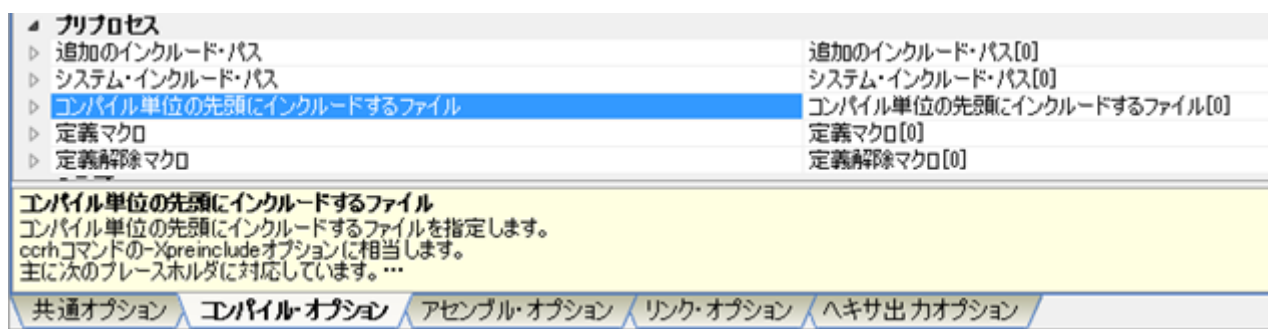 プリプロセス
追加のインクルード・パス 追加のインクルード・パス[0]
システム・インクルード・パス システム・インクルード・パス[0]
コンパイル単位の先頭にインクルードするファイル コンパイル単位の先頭にインクルードするファイル[0]
定義マクロ 定義マクロ[0]
定義解除マクロ 定義解除マクロ[0]
コンパイル単位の先頭にインクルードするファイル
コンパイル単位の先頭にインクルードするファイルを指定します。
ccrhコマンドの-Xpreincludeオプションに相当します。
主に次のプレースホルダに対応しています。…
共通オプション コンパイル・オプション アセンブル・オプション リンク・オプション ヘキサ出力オプション